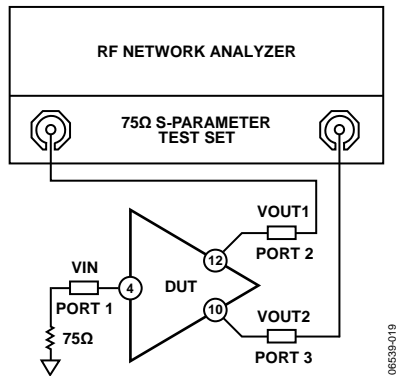 RF NETWORK ANALYZER
75Ω S-PARAMETER
TEST SET
VOUT1
12
PORT 2
VIN
4
DUT
PORT 1
10
VOUT2
75Ω
PORT 3
06539-019